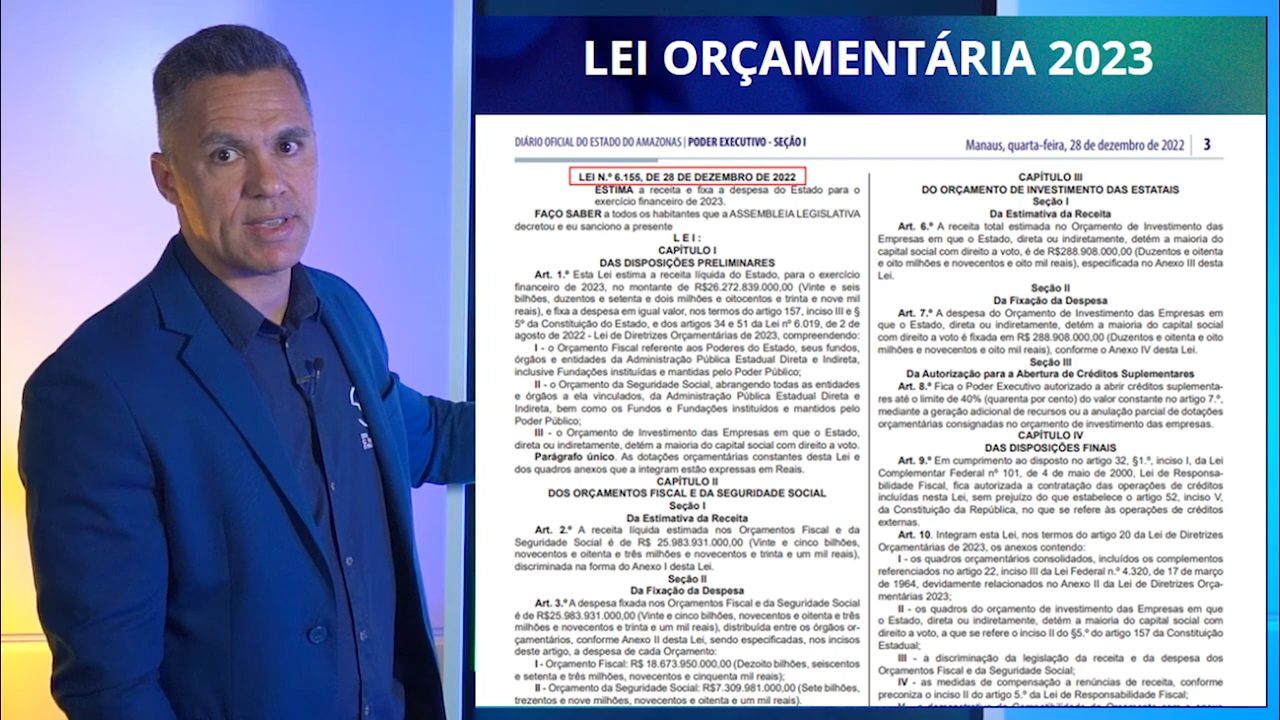 LEI ORÇAMENTÁRIA 2023
DIÁRIO OFICIAL DO ESTADO DO AMAZONAS | PODER EXECUTIVO - SEÇÃO I
Manaus, quarta-feira, 28 de dezembro de 2022 | 3
LEI N.º 6.155, DE 28 DE DEZEMBRO DE 2022
ESTIMA a receita e fixa a despesa do Estado para o
exercício financeiro de 2023.
FAÇO SABER a todos os habitantes que a ASSEMBLEIA LEGISLATIVA
decretou e eu sanciono a presente
L E I :
CAPÍTULO I
DAS DISPOSIÇÕES PRELIMINARES
Art. 1.º Esta Lei estima a receita líquida do Estado, para o exercício
financeiro de 2023, no montante de R$26.272.839.000,00 (Vinte e seis
bilhões, duzentos e setenta e dois milhões e oitocentos e trinta e nove mil
reais), e fixa a despesa em igual valor, nos termos do artigo 157, inciso III e §
5º da Constituição do Estado, e dos artigos 34 e 51 da Lei nº 6.019, de 2 de
agosto de 2022 - Lei de Diretrizes Orçamentárias de 2023, compreendendo:
I - o Orçamento Fiscal referente aos Poderes do Estado, seus fundos,
órgãos e entidades da Administração Pública Estadual Direta e Indireta,
inclusive Fundações instituídas e mantidas pelo Poder Público;
II - o Orçamento da Seguridade Social, abrangendo todas as entidades
e órgãos a ela vinculados, da Administração Pública Estadual Direta e
Indireta, bem como os Fundos e Fundações instituídos e mantidos pelo
Poder Público;
III - o Orçamento de Investimento das Empresas em que o Estado,
direta ou indiretamente, detém a maioria do capital social com direito a voto.
Parágrafo único. As dotações orçamentárias constantes desta Lei e
dos quadros anexos que a integram estão expressas em Reais.
CAPÍTULO II
DOS ORÇAMENTOS FISCAL E DA SEGURIDADE SOCIAL
Seção I
Da Estimativa da Receita
Art. 2.º A receita líquida estimada nos Orçamentos Fiscal e da
Seguridade Social é de R$ 25.983.931.000,00 (Vinte e cinco bilhões,
novecentos e oitenta e três milhões e novecentos e trinta e um mil reais),
discriminada na forma do Anexo I desta Lei.
Seção II
Da Fixação da Despesa
Art. 3.º A despesa fixada nos Orçamentos Fiscal e da Seguridade Social
é de R$25.983.931.000,00 (Vinte e cinco bilhões, novecentos e oitenta e três
milhões e novecentos e trinta e um mil reais), distribuída entre os órgãos or-
çamentários, conforme Anexo II desta Lei, sendo especificadas, nos incisos
deste artigo, a despesa de cada Orçamento.
I - Orçamento Fiscal: R$ 18.673.950.000,00 (Dezoito bilhões, seiscentos
e setenta e três milhões, novecentos e cinquenta mil reais);
II - Orçamento da Seguridade Social: R$7.309.981.000,00 (Sete bilhões,
trezentos e nove milhões, novecentos e oitenta e um mil reais).
CAPÍTULO III
DO ORÇAMENTO DE INVESTIMENTO DAS ESTATAIS
Seção I
Da Estimativa da Receita
Art. 6.º A receita total estimada no Orçamento de Investimento das
Empresas em que o Estado, direta ou indiretamente, detém a maioria do
capital social com direito a voto, é de R$288.908.000,00 (Duzentos e oitenta
e oito milhões e novecentos e oito mil reais), especificada no Anexo III desta
Lei.
Seção II
Da Fixação da Despesa
Art. 7.º A despesa do Orçamento de Investimento das Empresas em
que o Estado, direta ou indiretamente, detém a maioria do capital social
com direito a voto é fixada em R$ 288.908.000,00 (Duzentos e oitenta e oito
milhões e novecentos e oito mil reais), conforme o Anexo IV desta Lei.
Seção III
Da Autorização para a Abertura de Créditos Suplementares
Art. 8.º Fica o Poder Executivo autorizado a abrir créditos suplementa-
res até o limite de 40% (quarenta por cento) do valor constante no artigo 7.º,
mediante a geração adicional de recursos ou a anulação parcial de dotações
orçamentárias consignadas no orçamento de investimento das empresas.
CAPÍTULO IV
DAS DISPOSIÇÕES FINAIS
Art. 9.º Em cumprimento ao disposto no artigo 32, §1.º, inciso I, da Lei
Complementar Federal nº 101, de 4 de maio de 2000, Lei de Responsa-
bilidade Fiscal, fica autorizada a contratação das operações de créditos
incluídas nesta Lei, sem prejuízo do que estabelece o artigo 52, inciso V,
da Constituição da República, no que se refere às operações de créditos
externas.
Art. 10. Integram esta Lei, nos termos do artigo 20 da Lei de Diretrizes
Orçamentárias de 2023, os anexos contendo:
I - os quadros orçamentários consolidados, incluídos os complementos
referenciados no artigo 22, inciso III da Lei Federal n.º 4.320, de 17 de março
de 1964, devidamente relacionados no Anexo II da Lei de Diretrizes Orça-
mentárias 2023;
II - os quadros do orçamento de investimento das Empresas em que
o Estado, direta ou indiretamente, detém a maioria do capital social com
direito a voto, a que se refere o inciso II do §5.º do artigo 157 da Constituição
Estadual;
III - a discriminação da legislação da receita e da despesa dos
Orçamentos Fiscal e da Seguridade Social;
IV - as medidas de compensação a renúncias de receita, conforme
preconiza o inciso II do artigo 5.º da Lei de Responsabilidade Fiscal;